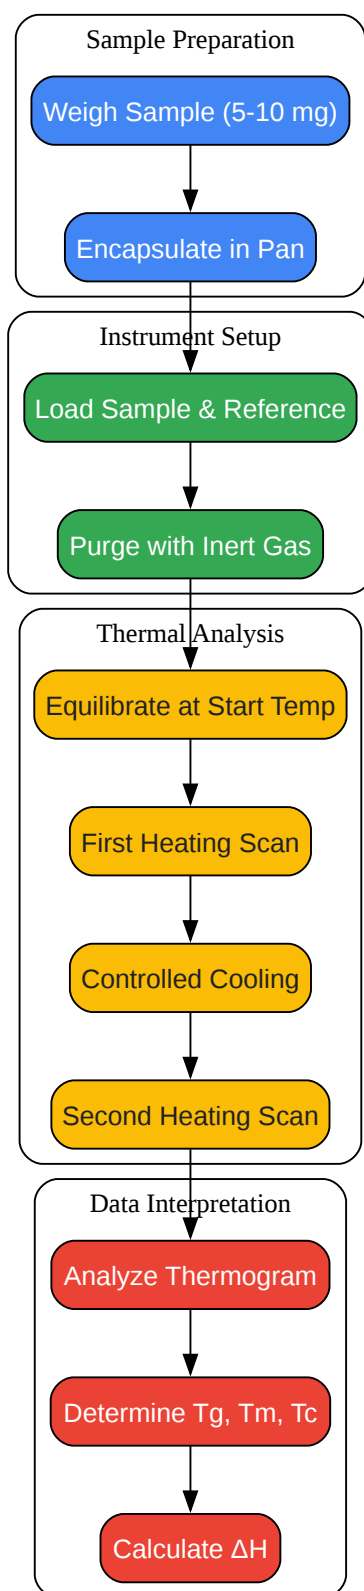 Sample Preparation
Weigh Sample (5-10 mg)
Encapsulate in Pan
Instrument Setup
Load Sample & Reference
Purge with Inert Gas
Thermal Analysis
Equilibrate at Start Temp
First Heating Scan
Controlled Cooling
Second Heating Scan
Data Interpretation
Analyze Thermogram
Determine Tg, Tm, Tc
Calculate ΔH